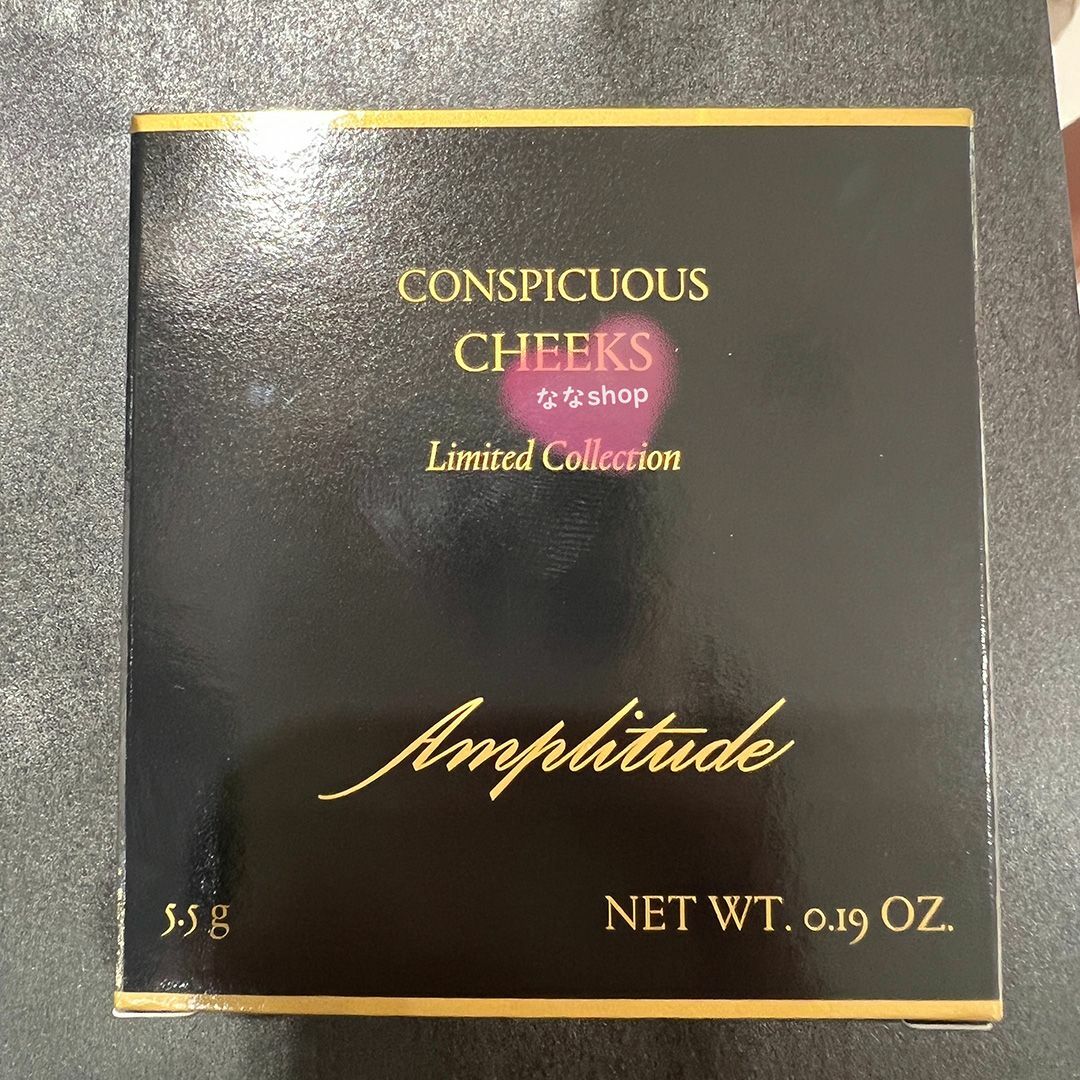 CONSPICUOUS
CHEEKS
ななshop
Limited Collection
Amplitude
5.5 g
NET WT. 0.19 OZ.